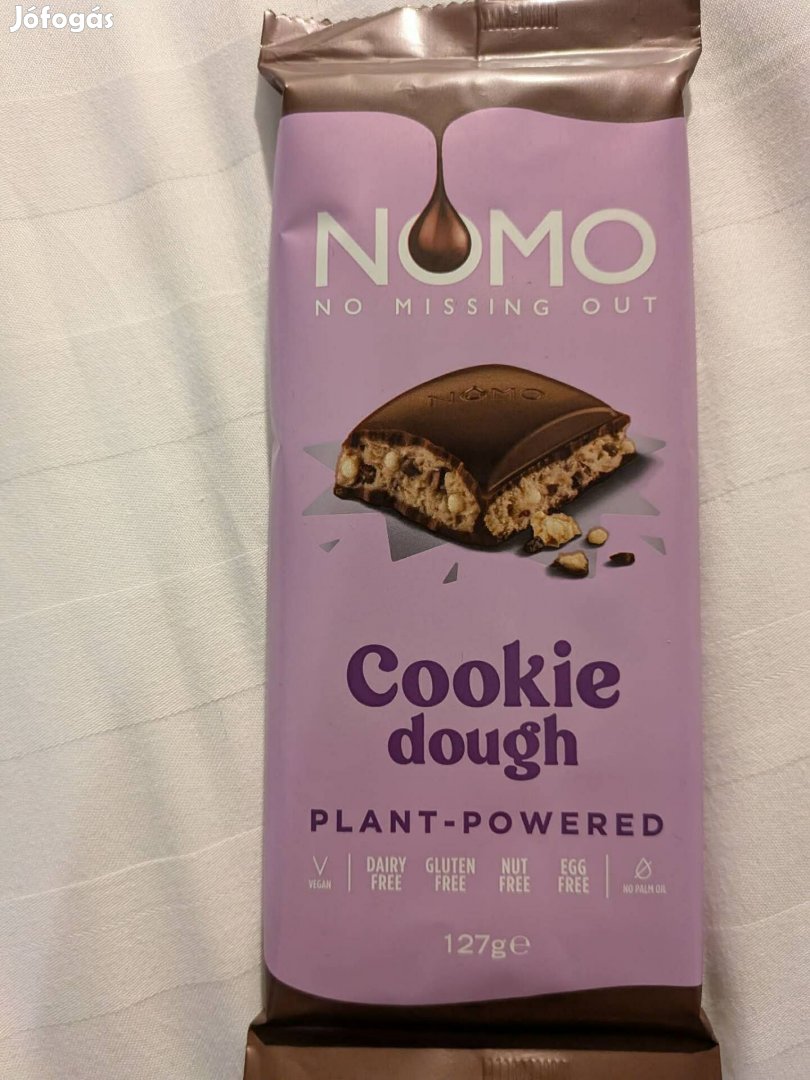 Jófogás
NOMO
NO MISSING OUT
NOMO
Cookie
dough
PLANT-POWERED
VEGAN
DAIRY FREE
GLUTEN FREE
NUT FREE
EGG FREE
NO PALM OIL
127g℮